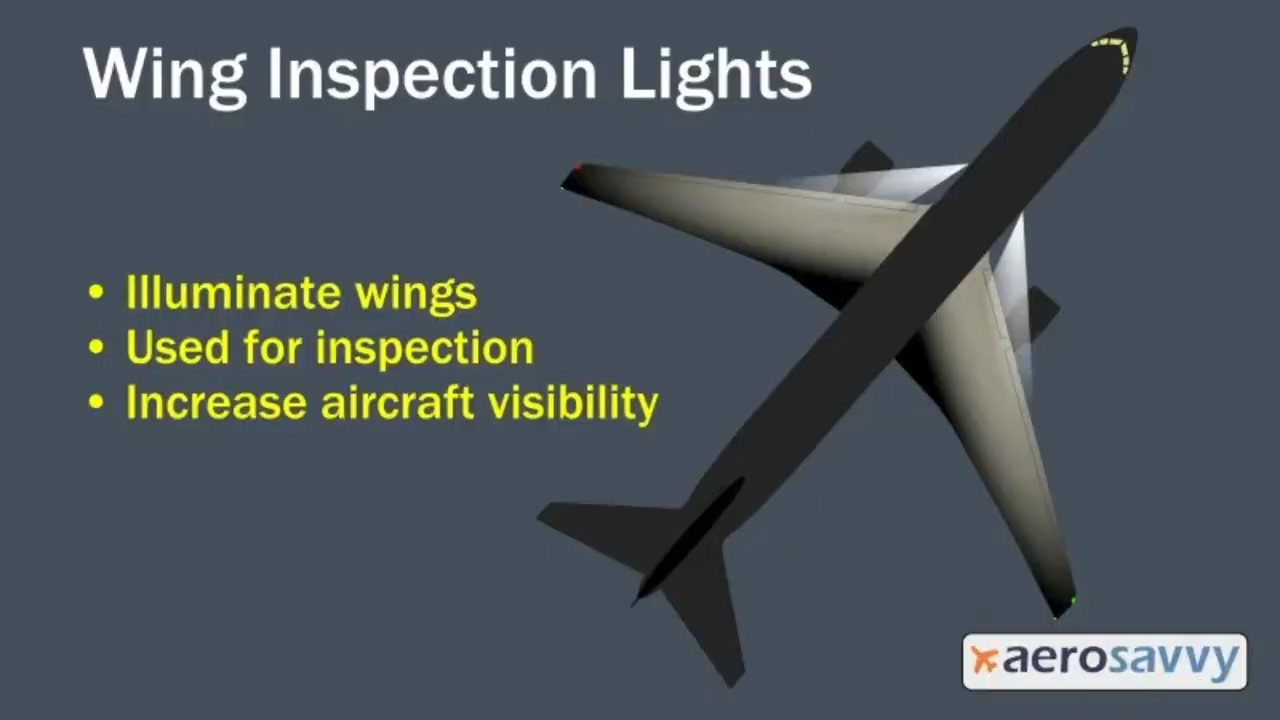 Wing Inspection Lights
• Illuminate wings
• Used for inspection
• Increase aircraft visibility
aerosavvy